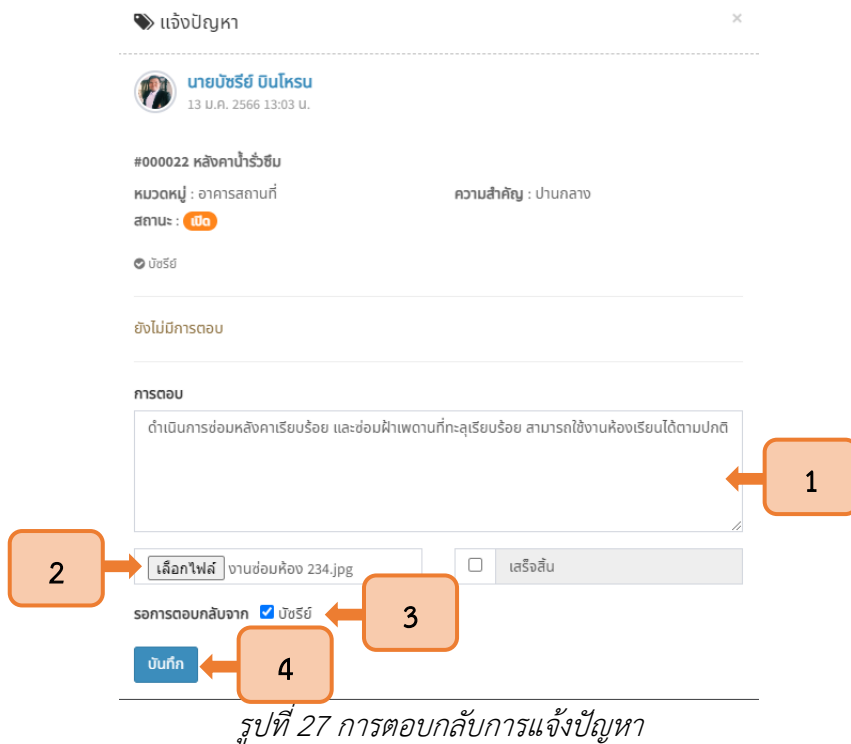 แจ้งปัญหา ×
นายบัซรีย์ บินโหรน
13 ม.ค. 2566 13:03 น.
#000022 หลังคาน้ำรั่วซึม
หมวดหมู่ : อาคารสถานที่ ความสำคัญ : ปานกลาง
สถานะ : เปิด
บัซรีย์
ยังไม่มีการตอบ
การตอบ
ดำเนินการซ่อมหลังคาเรียบร้อย และซ่อมฝ้าเพดานที่ทะลุเรียบร้อย สามารถใช้งานห้องเรียนได้ตามปกติ
1
2
เลือกไฟล์ งานซ่อมห้อง 234.jpg เสร็จสิ้น
รอการตอบกลับจาก บัซรีย์
3
บันทึก
4
รูปที่ 27 การตอบกลับการแจ้งปัญหา